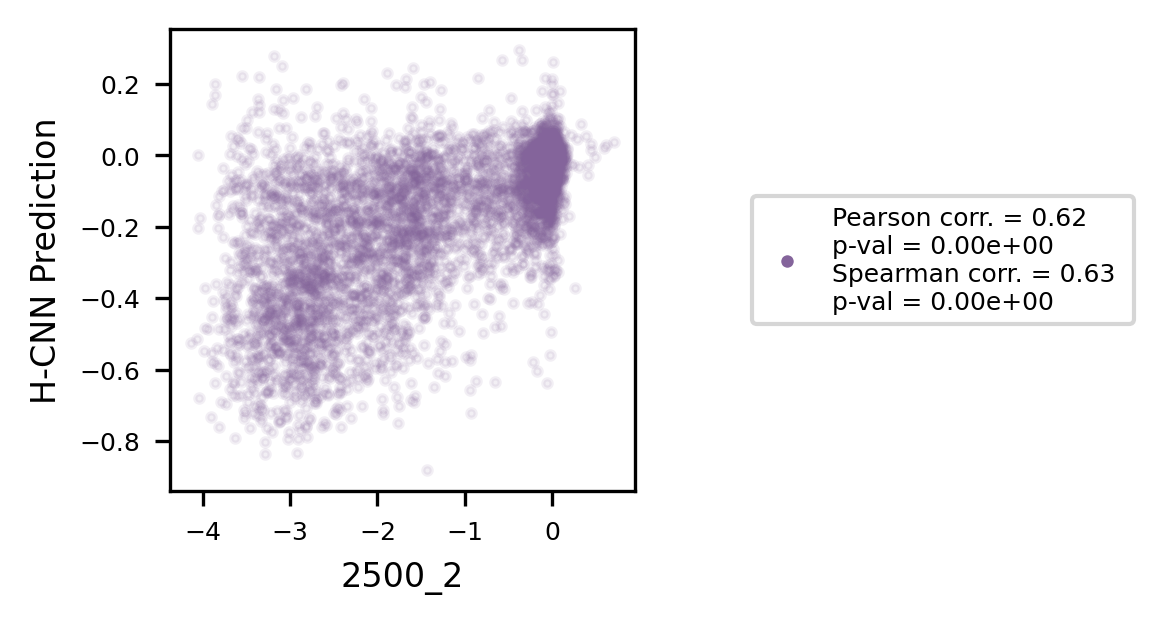 H-CNN Prediction
0.2
0.0
−0.2
−0.4
−0.6
−0.8
−4
−3
−2
−1
0
2500_2
Pearson corr. = 0.62
p-val = 0.00e+00
Spearman corr. = 0.63
p-val = 0.00e+00